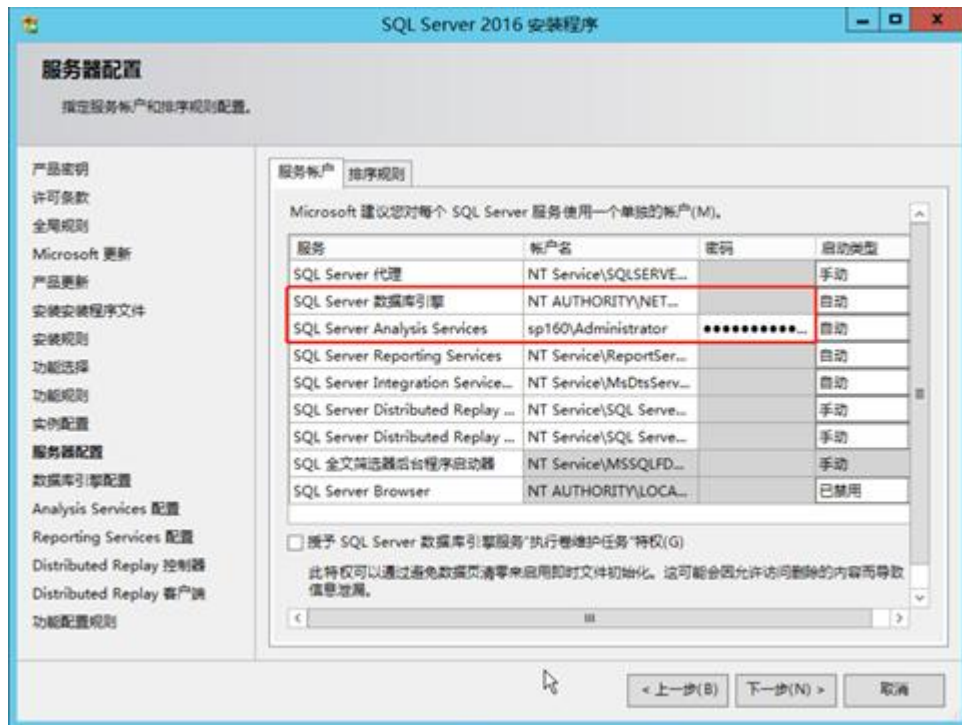 SQL Server 2016 安装程序
服务器配置
指定服务帐户和排序规则配置。
产品密钥
许可条款
全局规则
Microsoft 更新
产品更新
安装安装程序文件
安装规则
功能选择
功能规则
实例配置
服务器配置
数据库引擎配置
Analysis Services 配置
Reporting Services 配置
Distributed Replay 控制器
Distributed Replay 客户端
功能配置规则
服务帐户 排序规则
Microsoft 建议您对每个 SQL Server 服务使用一个单独的帐户(M)。
服务 帐户名 密码 启动类型
SQL Server 代理 NT Service\SQLSERVE... 手动
SQL Server 数据库引擎 NT AUTHORITY\NET... 自动
SQL Server Analysis Services sp160\Administrator ●●●●●●●●●●... 自动
SQL Server Reporting Services NT Service\ReportSer... 自动
SQL Server Integration Service... NT Service\MsDtsServ... 自动
SQL Server Distributed Replay ... NT Service\SQL Serve... 手动
SQL Server Distributed Replay ... NT Service\SQL Serve... 手动
SQL 全文筛选器后台程序启动器 NT Service\MSSQLFD... 手动
SQL Server Browser NT AUTHORITY\LOCA... 已禁用
授予 SQL Server 数据库引擎服务"执行卷维护任务"特权(G)
此特权可以通过避免数据页清零来启用即时文件初始化。这可能会因允许访问删除的内容而导致
信息泄漏。
< 上一步(B) 下一步(N) > 取消